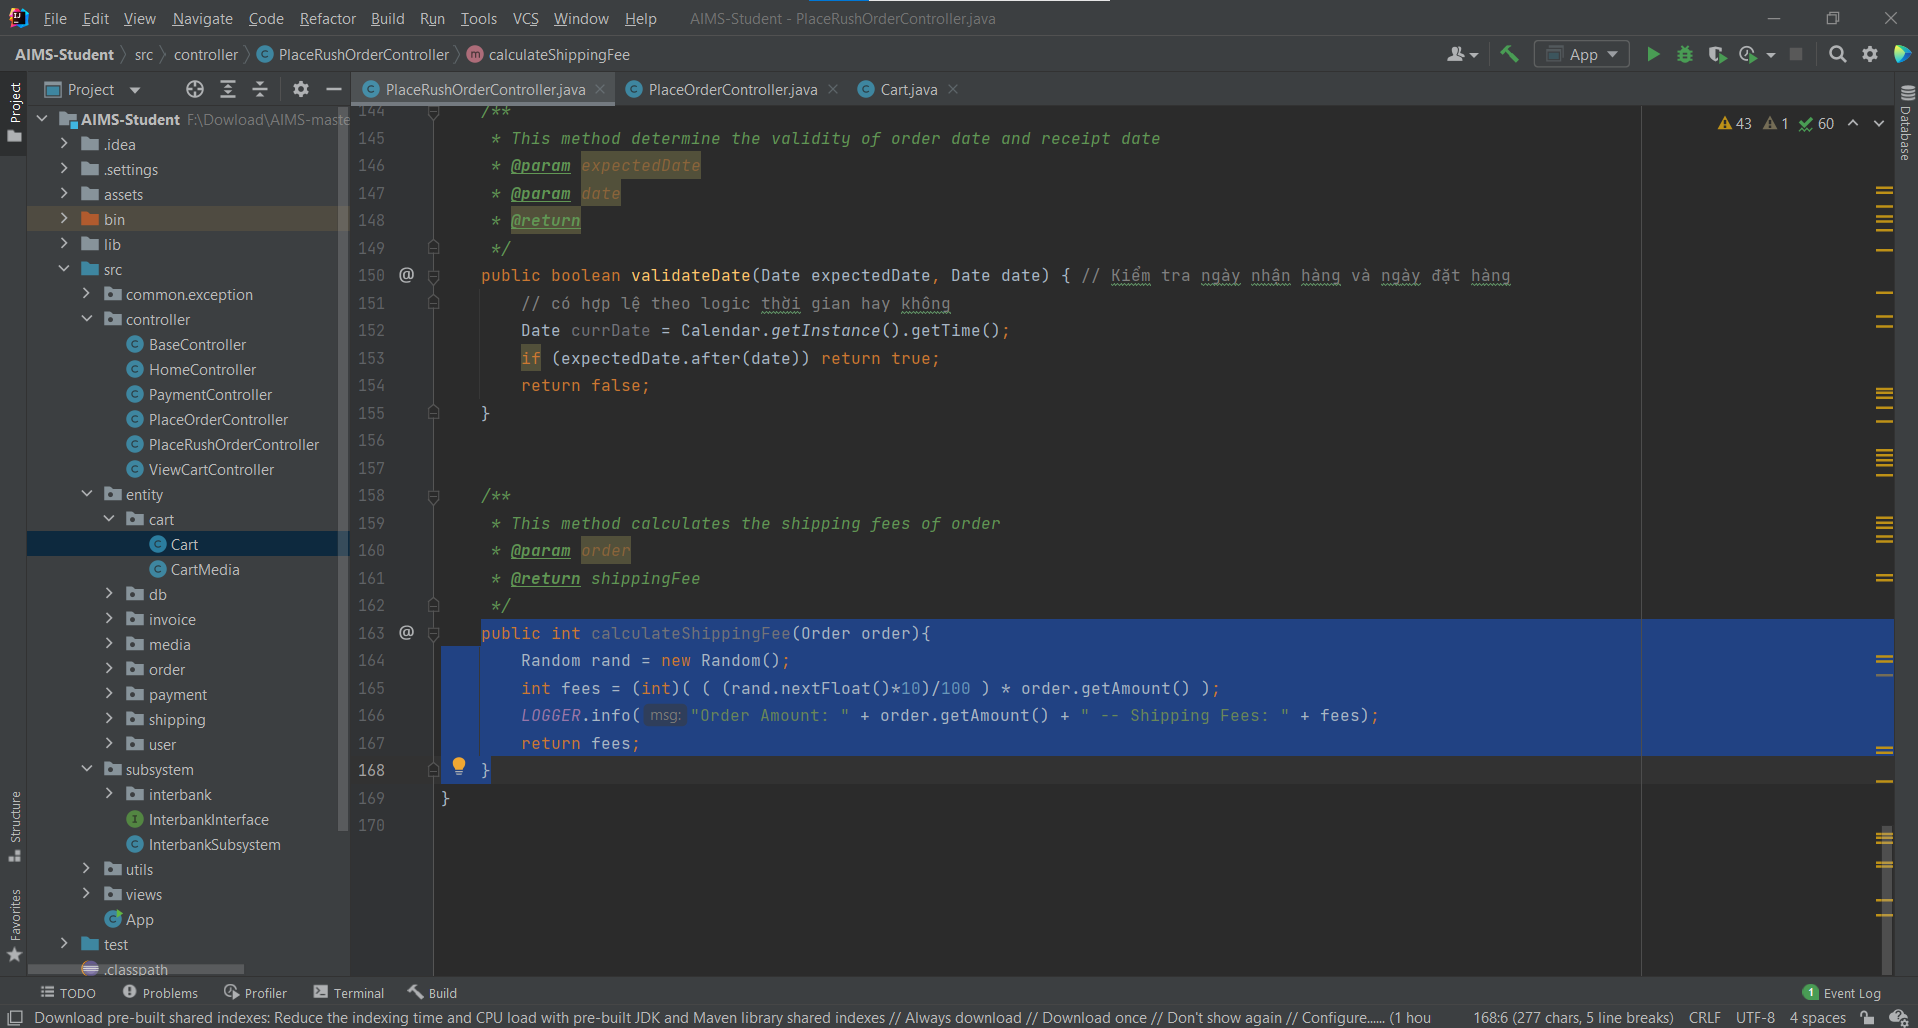 File Edit View Navigate Code Refactor Build Run Tools VCS Window Help AIMS-Student - PlaceRushOrderController.java
AIMS-Student src controller PlaceRushOrderController calculateShippingFee App
Project
PlaceRushOrderController.java PlaceOrderController.java Cart.java
Project
Structure
Favorites
Database
AIMS-Student F:\Dowload\AIMS-maste
.idea
.settings
assets
bin
lib
src
common.exception
controller
BaseController
HomeController
PaymentController
PlaceOrderController
PlaceRushOrderController
ViewCartController
entity
cart
Cart
CartMedia
db
invoice
media
order
payment
shipping
user
subsystem
interbank
InterbankInterface
InterbankSubsystem
utils
views
App
test
.classpath
43 1 60
144 /**
145 * This method determine the validity of order date and receipt date
146 * @param expectedDate
147 * @param date
148 * @return
149 */
150 @ public boolean validateDate(Date expectedDate, Date date) { // Kiểm tra ngày nhận hàng và ngày đặt hàng
151 // có hợp lệ theo logic thời gian hay không
152 Date currDate = Calendar.getInstance().getTime();
153 if (expectedDate.after(date)) return true;
154 return false;
155 }
156
157
158 /**
159 * This method calculates the shipping fees of order
160 * @param order
161 * @return shippingFee
162 */
163 @ public int calculateShippingFee(Order order){
164 Random rand = new Random();
165 int fees = (int)( ( (rand.nextFloat()*10)/100 ) * order.getAmount() );
166 LOGGER.info( msg: "Order Amount: " + order.getAmount() + " -- Shipping Fees: " + fees);
167 return fees;
168 }
169 }
170
TODO Problems Profiler Terminal Build 1 Event Log
Download pre-built shared indexes: Reduce the indexing time and CPU load with pre-built JDK and Maven library shared indexes // Always download // Download once // Don't show again // Configure...... (1 hou 168:6 (277 chars, 5 line breaks) CRLF UTF-8 4 spaces